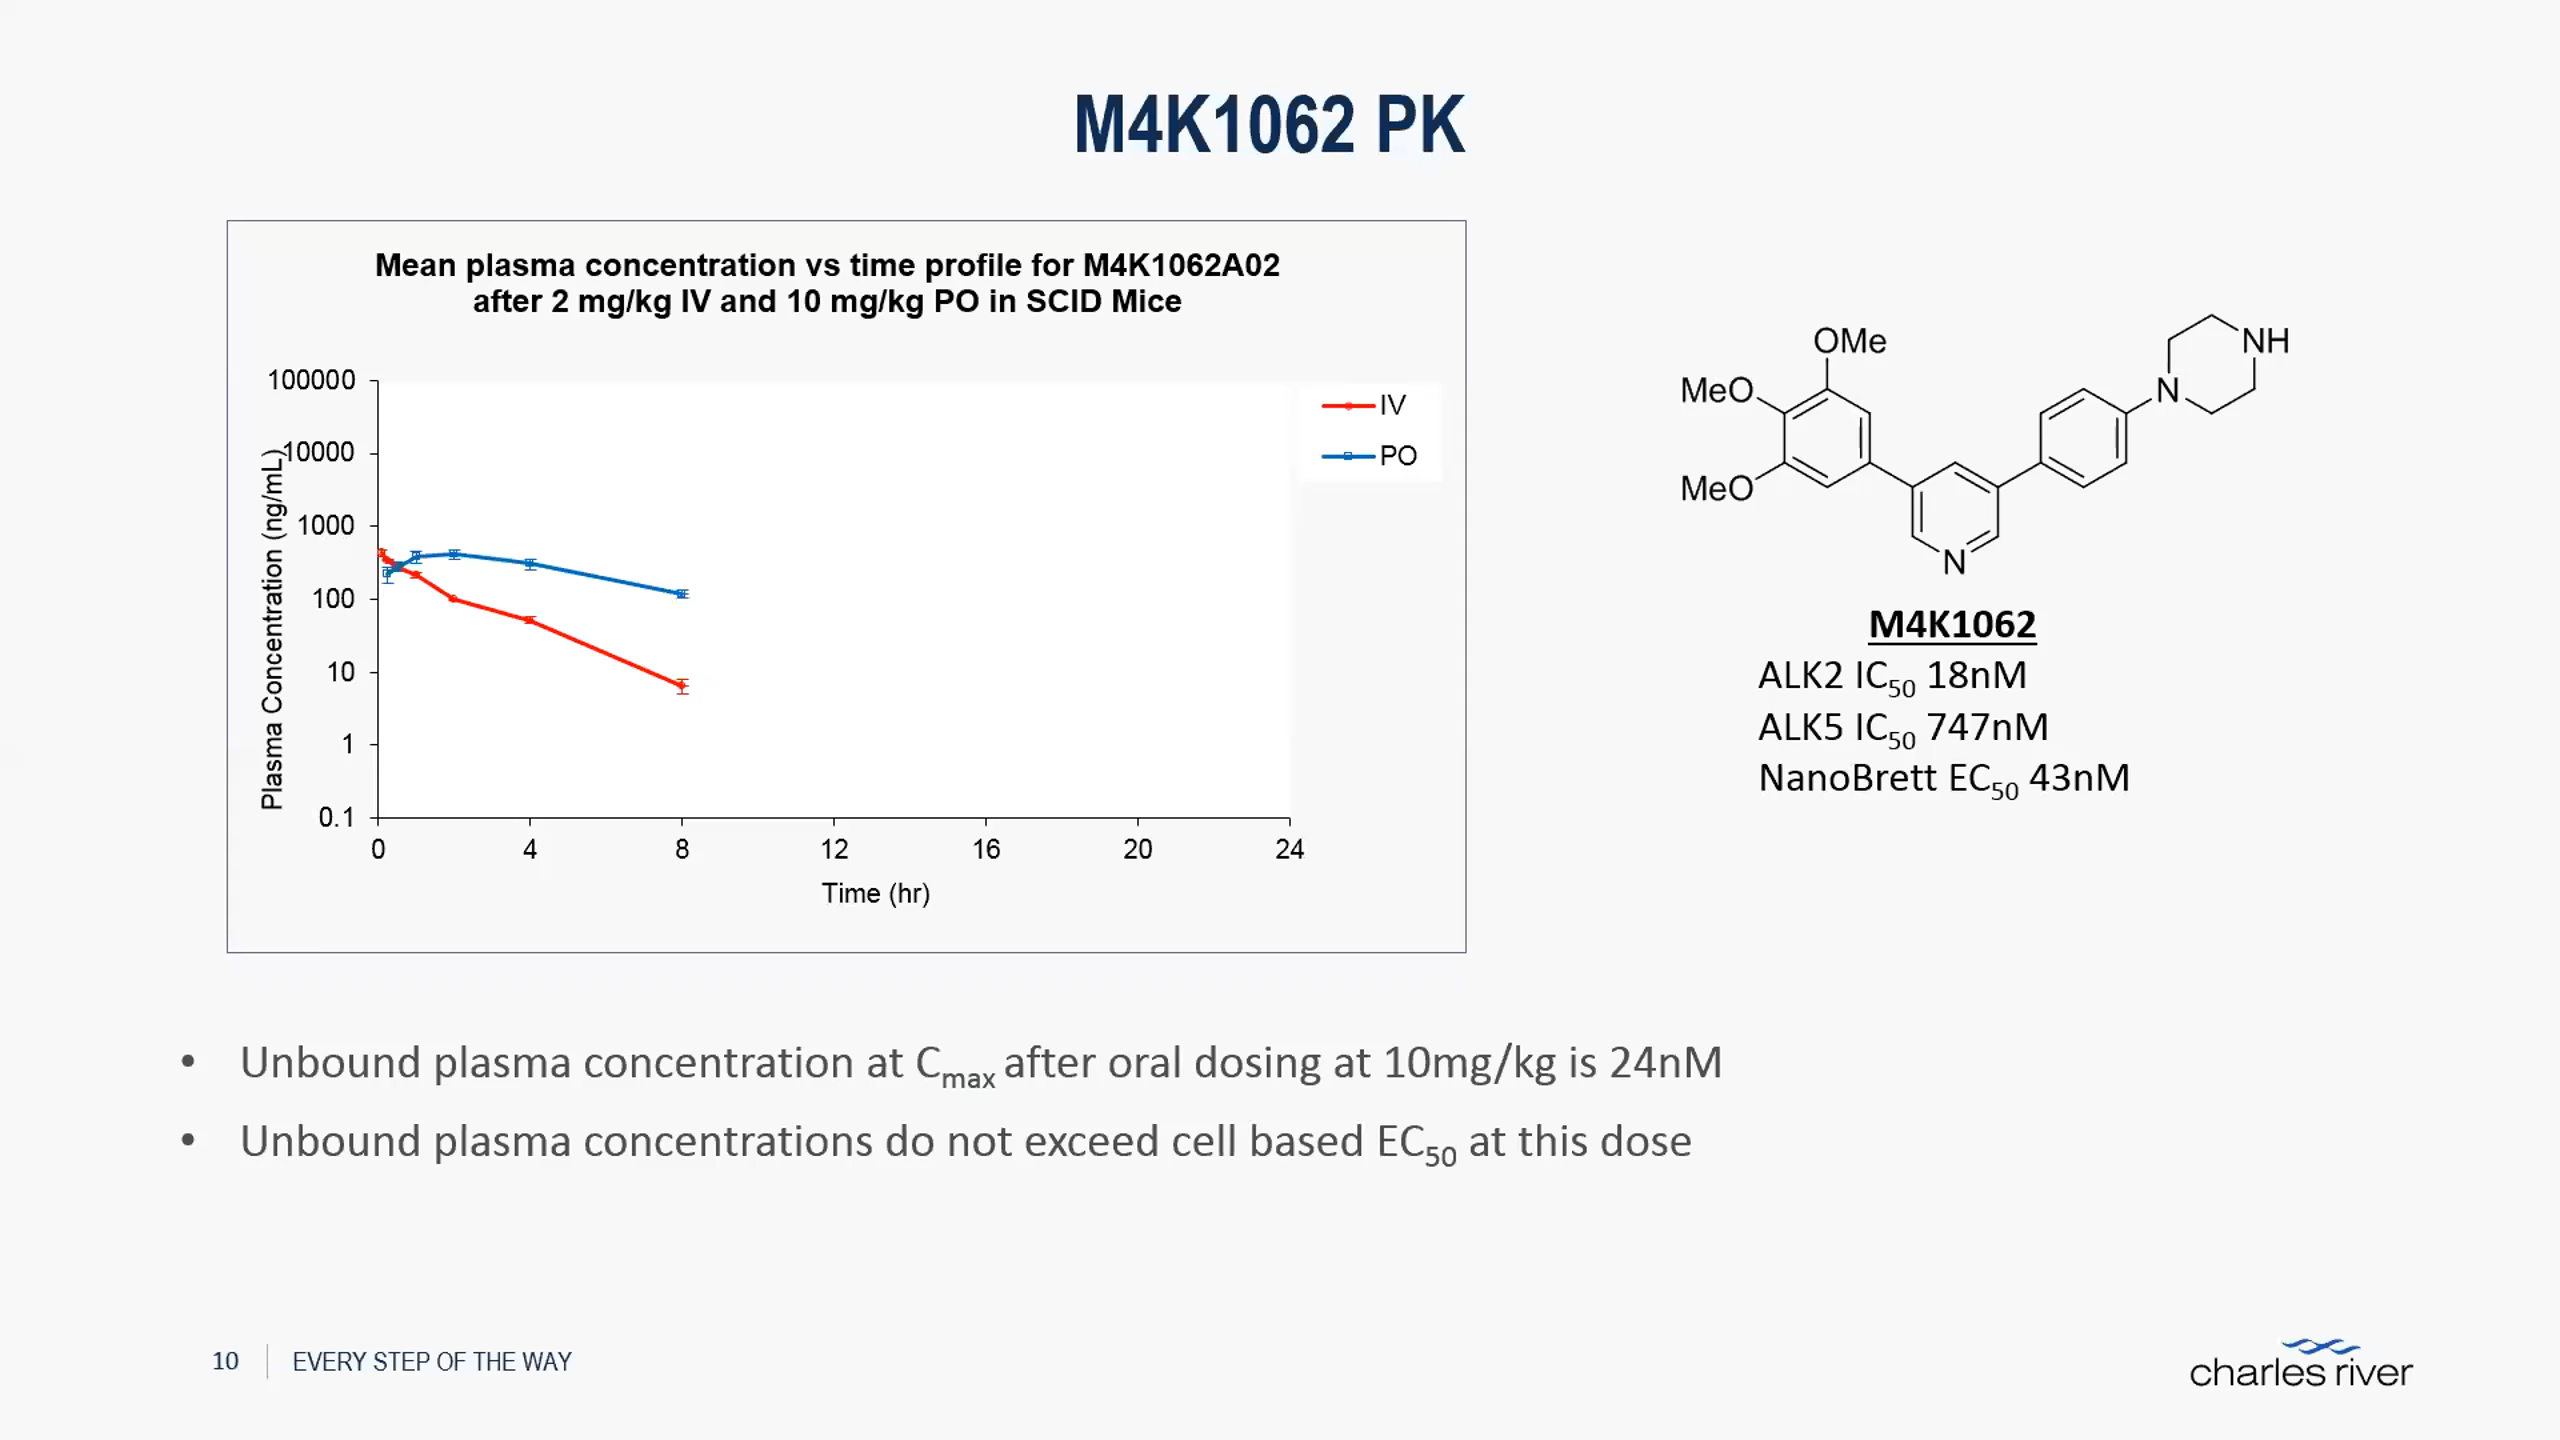 M4K1062 PK
Mean plasma concentration vs time profile for M4K1062A02
after 2 mg/kg IV and 10 mg/kg PO in SCID Mice
Plasma Concentration (ng/mL)
100000
10000
1000
100
10
1
0.1
0 4 8 12 16 20 24
Time (hr)
IV
PO
OMe
MeO
MeO
N
N
NH
M4K1062
ALK2 IC50 18nM
ALK5 IC50 747nM
NanoBrett EC50 43nM
• Unbound plasma concentration at Cmax after oral dosing at 10mg/kg is 24nM
• Unbound plasma concentrations do not exceed cell based EC50 at this dose
10 EVERY STEP OF THE WAY
charles river